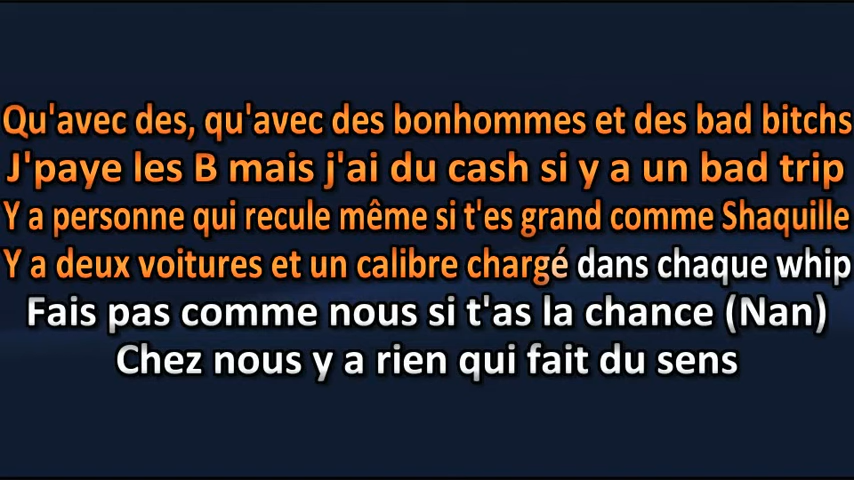 Qu'avec des, qu'avec des bonhommes et des bad bitchs
J'paye les B mais j'ai du cash si y a un bad trip
Y a personne qui recule même si t'es grand comme Shaquille
Y a deux voitures et un calibre chargé dans chaque whip
Fais pas comme nous si t'as la chance (Nan)
Chez nous y a rien qui fait du sens